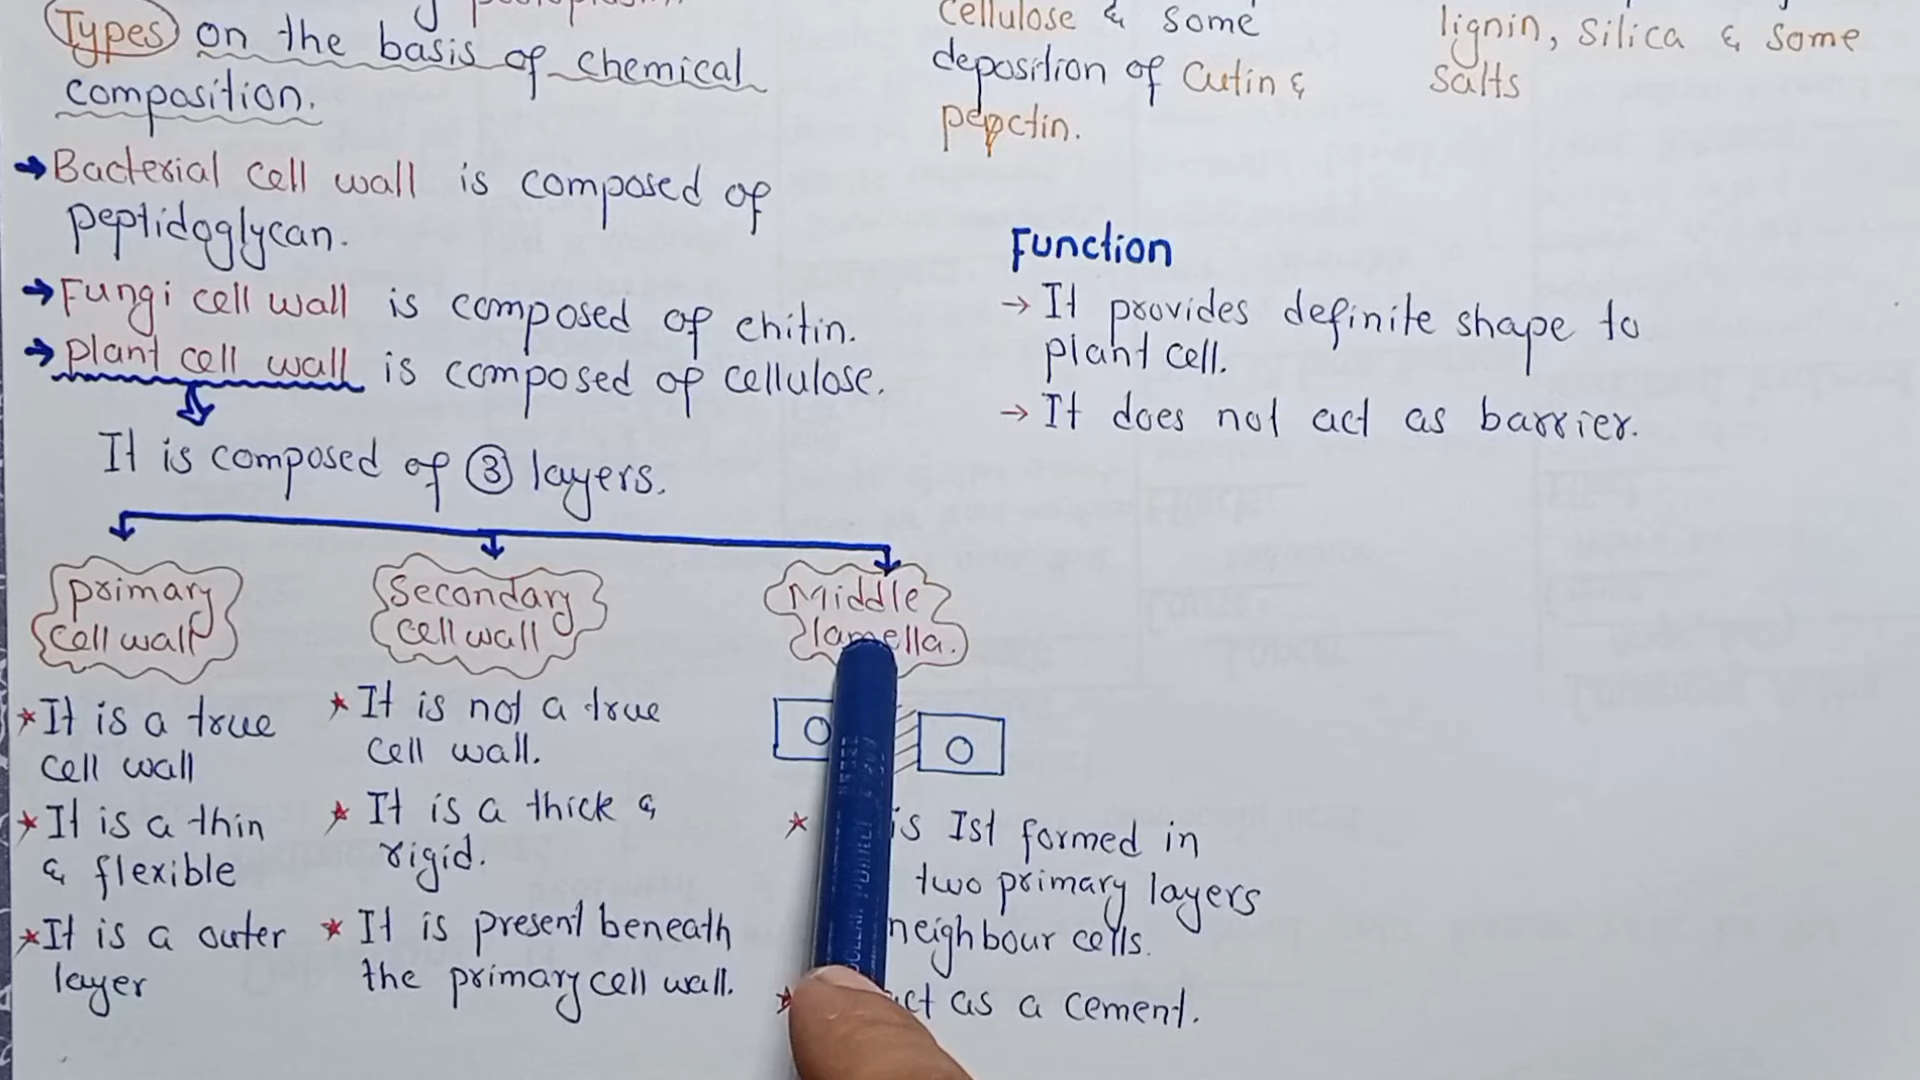 Types on the basis of chemical
composition.
→ Bacterial cell wall is composed of
peptidoglycan.
→ Fungi cell wall is composed of chitin.
→ Plant cell wall is composed of cellulose.
It is composed of ③ layers.
Primary
cell wall
* It is a true
cell wall
* It is a thin
& flexible
* It is a outer
layer
Secondary
cell wall
* It is not a true
cell wall.
* It is a thick &
rigid.
* It is present beneath
the primary cell wall.
Middle
lamella.
* is Ist formed in
two primary layers
neighbour cells.
* act as a cement.
cellulose & some
deposition of Cutin &
pepctin.
lignin, silica & some
salts
Function
→ It provides definite shape to
plant cell.
→ It does not act as barrier.